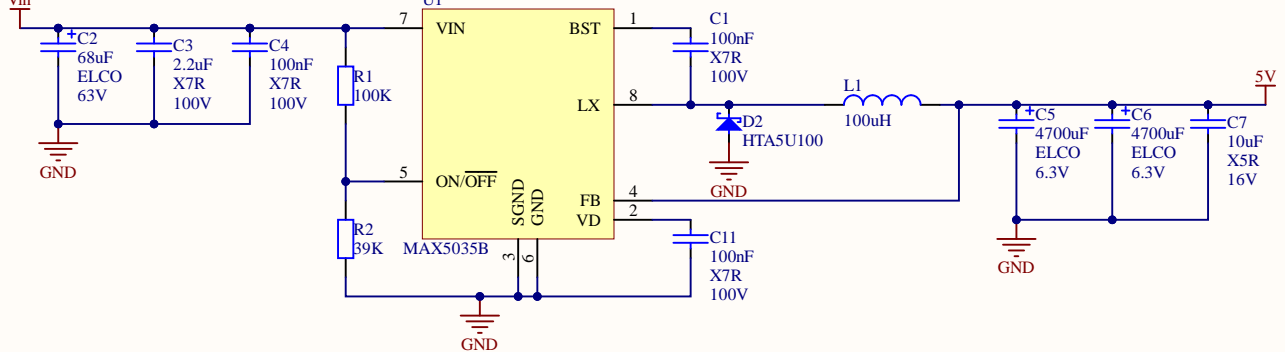 Vin
U1
C2
68uF
ELCO
63V
C3
2.2uF
X7R
100V
C4
100nF
X7R
100V
GND
R1
100K
R2
39K
7
VIN
5
ON/OFF
SGND
GND
3
6
MAX5035B
BST
1
LX
8
FB
4
VD
2
GND
C1
100nF
X7R
100V
D2
HTA5U100
GND
L1
100uH
C11
100nF
X7R
100V
5V
+
C5
4700uF
ELCO
6.3V
+
C6
4700uF
ELCO
6.3V
C7
10uF
X5R
16V
GND